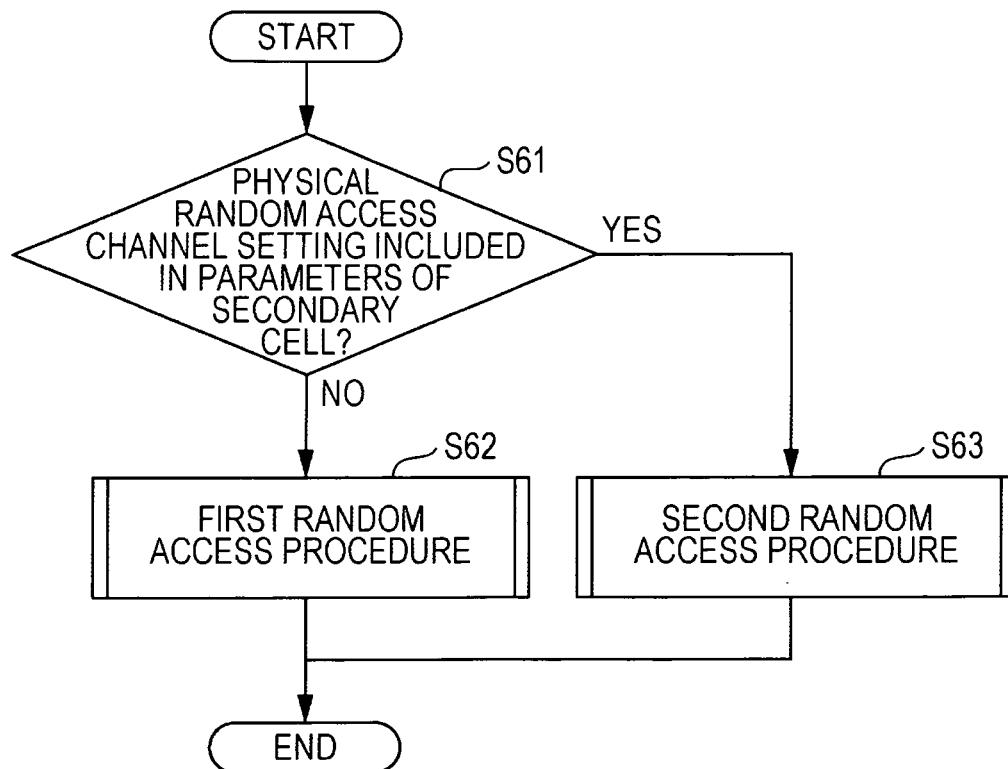 START
S61
PHYSICAL
RANDOM ACCESS
CHANNEL SETTING INCLUDED
IN PARAMETERS OF
SECONDARY
CELL?
YES
NO
S62
FIRST RANDOM
ACCESS PROCEDURE
S63
SECOND RANDOM
ACCESS PROCEDURE
END